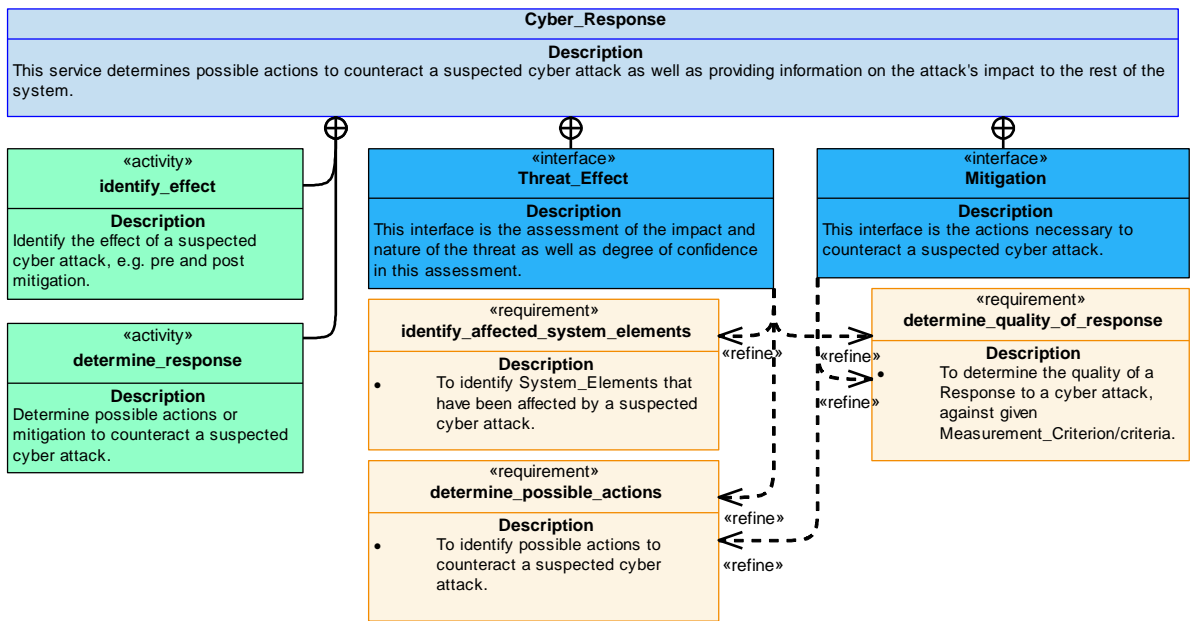 Cyber_Response
Description
This service determines possible actions to counteract a suspected cyber attack as well as providing information on the attack's impact to the rest of the
system.
«activity»
identify_effect
Description
Identify the effect of a suspected
cyber attack, e.g. pre and post
mitigation.
«activity»
determine_response
Description
Determine possible actions or
mitigation to counteract a suspected
cyber attack.
«interface»
Threat_Effect
Description
This interface is the assessment of the impact and
nature of the threat as well as degree of confidence
in this assessment.
«interface»
Mitigation
Description
This interface is the actions necessary to
counteract a suspected cyber attack.
«requirement»
identify_affected_system_elements
Description
• To identify System_Elements that
have been affected by a suspected
cyber attack.
«refine»
«requirement»
determine_quality_of_response
Description
• To determine the quality of a
Response to a cyber attack,
against given
Measurement_Criterion/criteria.
«refine»
«refine»
«requirement»
determine_possible_actions
Description
• To identify possible actions to
counteract a suspected cyber
attack.
«refine»
«refine»